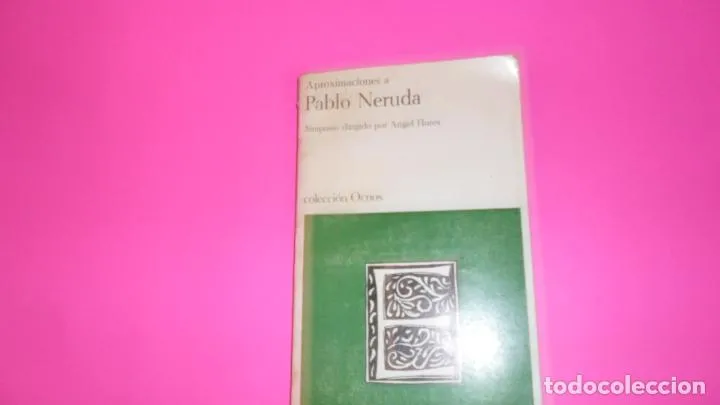 Aproximaciones a
Pablo Neruda
Simposio dirigido por Angel Flores
colección Ocnos
E
todocoleccion